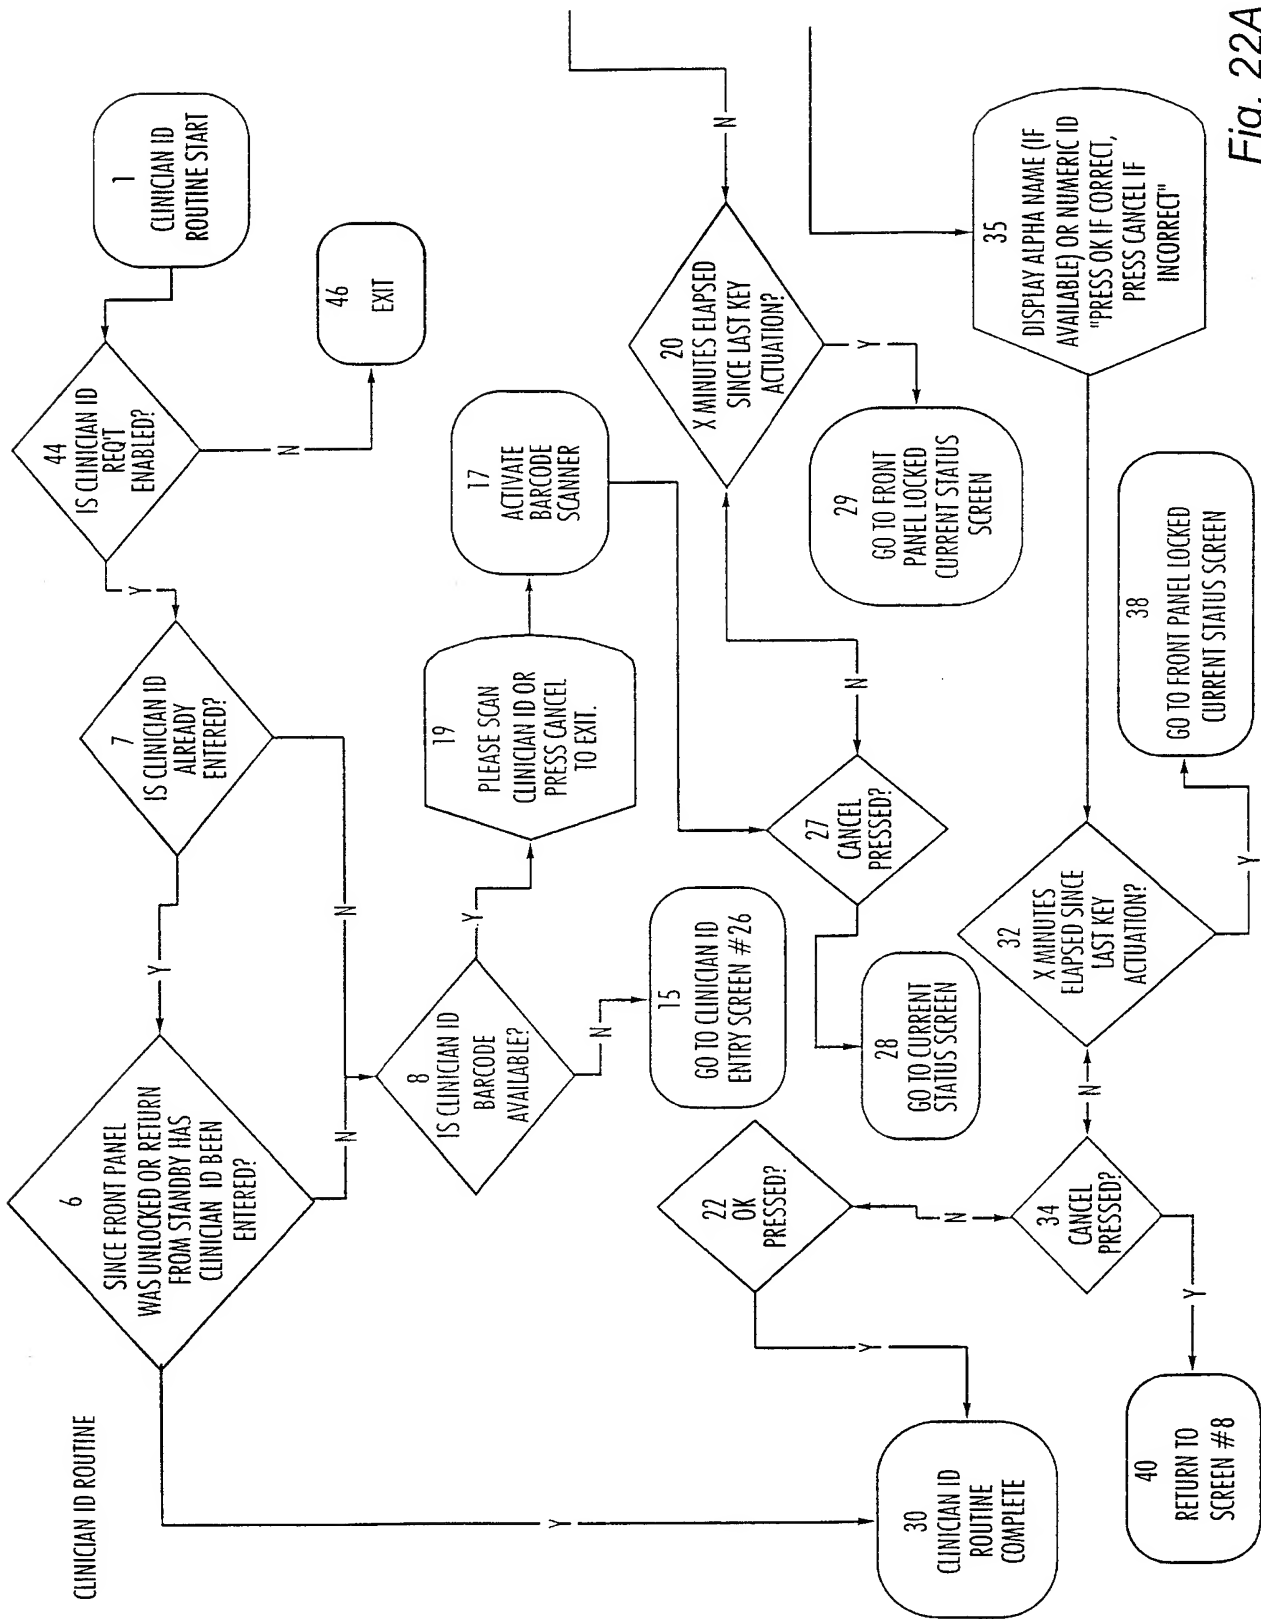 CLINICIAN ID ROUTINE
1
CLINICIAN ID
ROUTINE START
44
IS CLINICIAN ID
REQ'T
ENABLED?
N
46
EXIT
Y
7
IS CLINICIAN ID
ALREADY
ENTERED?
Y
N
6
SINCE FRONT PANEL
WAS UNLOCKED OR RETURN
FROM STANDBY HAS
CLINICIAN ID BEEN
ENTERED?
N
Y
8
IS CLINICIAN ID
BARCODE
AVAILABLE?
Y
N
15
GO TO CLINICIAN ID
ENTRY SCREEN #26
19
PLEASE SCAN
CLINICIAN ID OR
PRESS CANCEL
TO EXIT.
17
ACTIVATE
BARCODE
SCANNER
27
CANCEL
PRESSED?
N
28
GO TO CURRENT
STATUS SCREEN
20
X MINUTES ELAPSED
SINCE LAST KEY
ACTUATION?
N
Y
29
GO TO FRONT
PANEL LOCKED
CURRENT STATUS
SCREEN
35
DISPLAY ALPHA NAME (IF
AVAILABLE) OR NUMERIC ID
"PRESS OK IF CORRECT,
PRESS CANCEL IF
INCORRECT"
32
X MINUTES
ELAPSED SINCE
LAST KEY
ACTUATION?
Y
38
GO TO FRONT PANEL LOCKED
CURRENT STATUS SCREEN
N
34
CANCEL
PRESSED?
N
Y
40
RETURN TO
SCREEN #8
22
OK
PRESSED?
Y
30
CLINICIAN ID
ROUTINE
COMPLETE
Fig. 22A